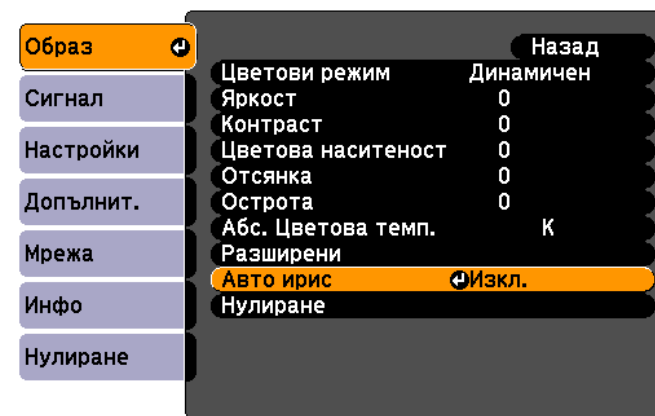 Образ
Сигнал
Настройки
Допълнит.
Мрежа
Инфо
Нулиране
Назад
Цветови режим Динамичен
Яркост 0
Контраст 0
Цветова наситеност 0
Отсянка 0
Острота 0
Абс. Цветова темп. K
Разширени
Авто ирис Изкл.
Нулиране